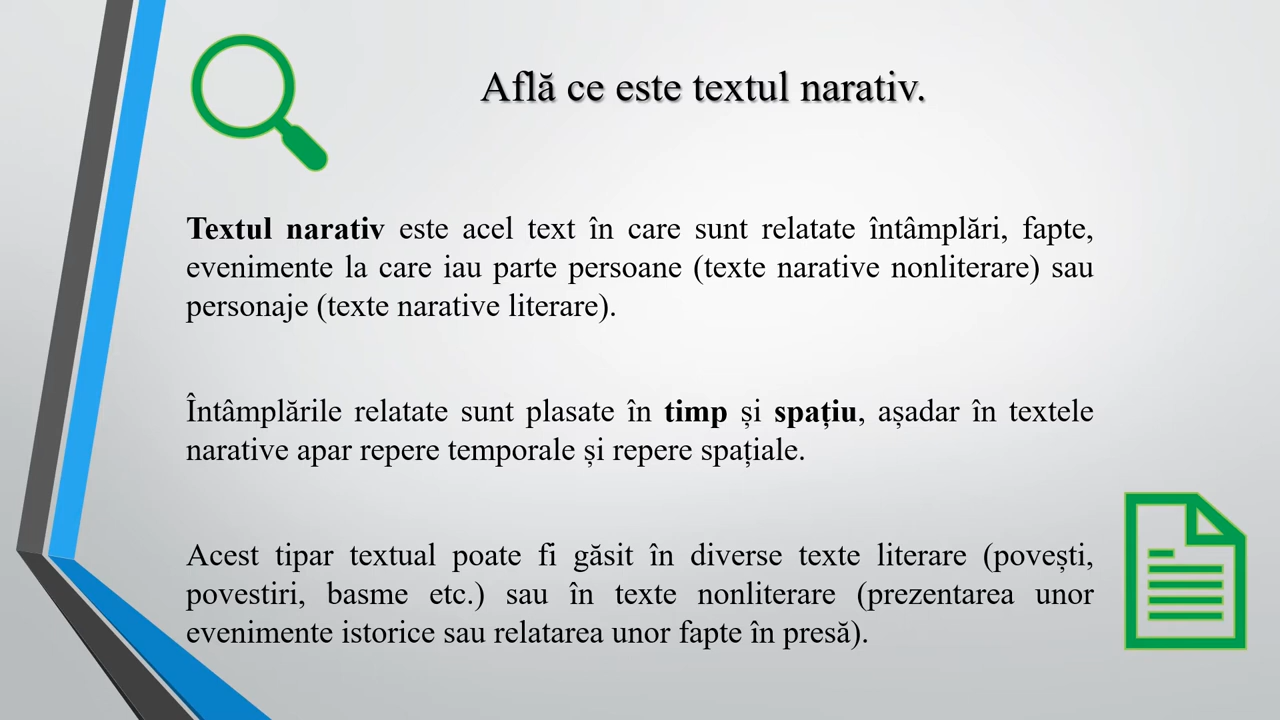 Află ce este textul narativ.
Textul narativ este acel text în care sunt relatate întâmplări, fapte,
evenimente la care iau parte persoane (texte narative nonliterare) sau
personaje (texte narative literare).
Întâmplările relatate sunt plasate în timp și spațiu, așadar în textele
narative apar repere temporale și repere spațiale.
Acest tipar textual poate fi găsit în diverse texte literare (povești,
povestiri, basme etc.) sau în texte nonliterare (prezentarea unor
evenimente istorice sau relatarea unor fapte în presă).